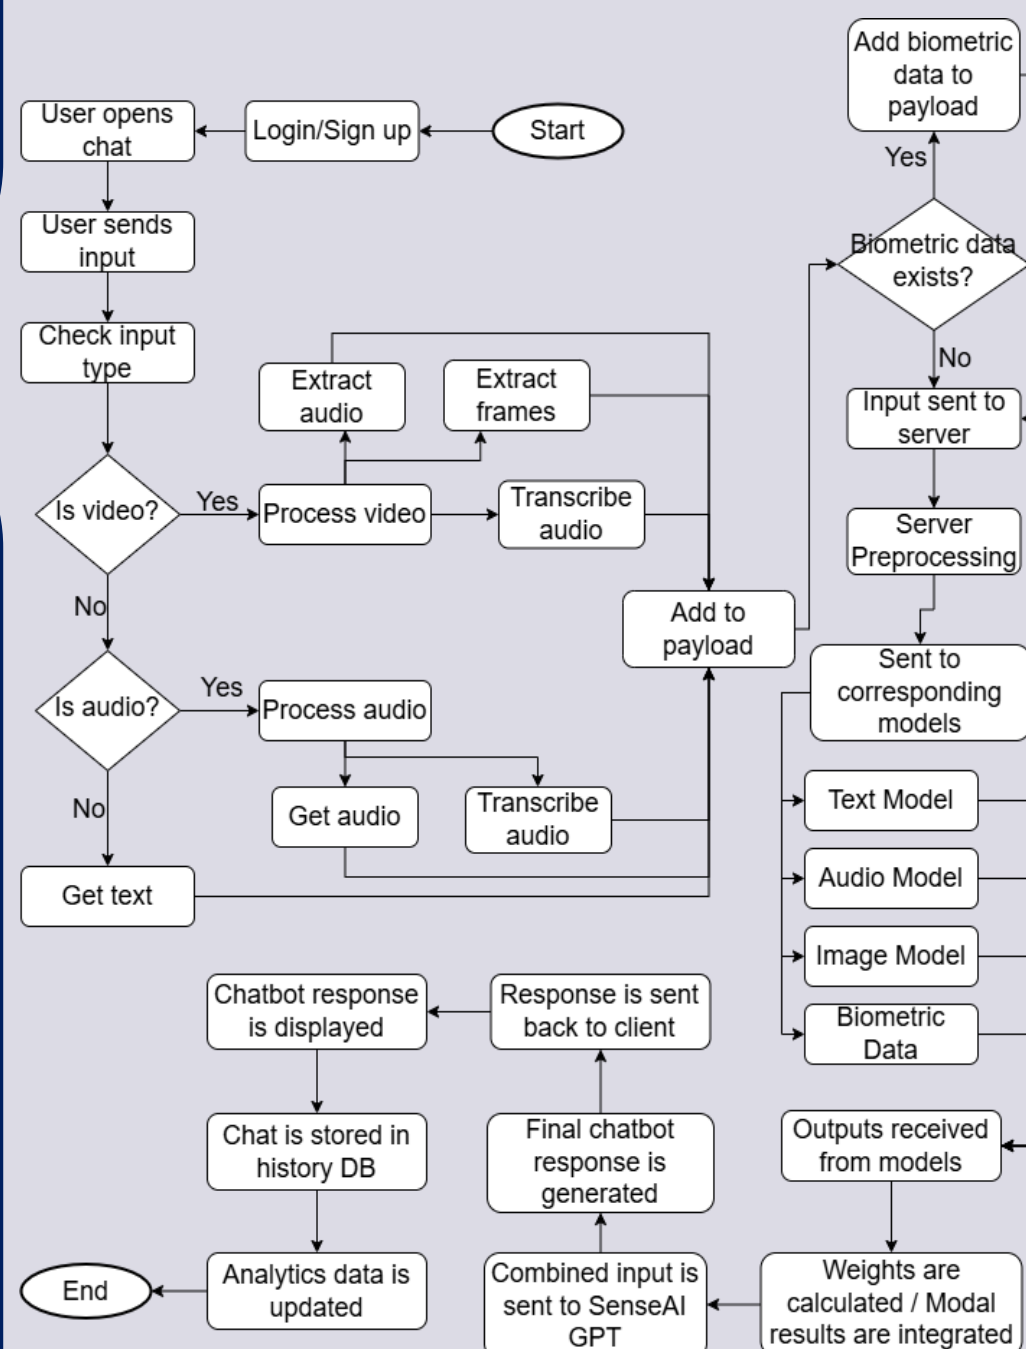 Start
Login/Sign up
User opens
chat
User sends
input
Check input
type
Is video?
Yes
Process video
Extract
audio
Extract
frames
Transcribe
audio
No
Is audio?
Yes
Process audio
Get audio
Transcribe
audio
No
Get text
Add to
payload
Biometric data
exists?
Yes
Add biometric
data to
payload
No
Input sent to
server
Server
Preprocessing
Sent to
corresponding
models
Text Model
Audio Model
Image Model
Biometric
Data
Outputs received
from models
Weights are
calculated / Modal
results are integrated
Combined input is
sent to SenseAI
GPT
Final chatbot
response is
generated
Response is sent
back to client
Chatbot response
is displayed
Chat is stored in
history DB
Analytics data is
updated
End